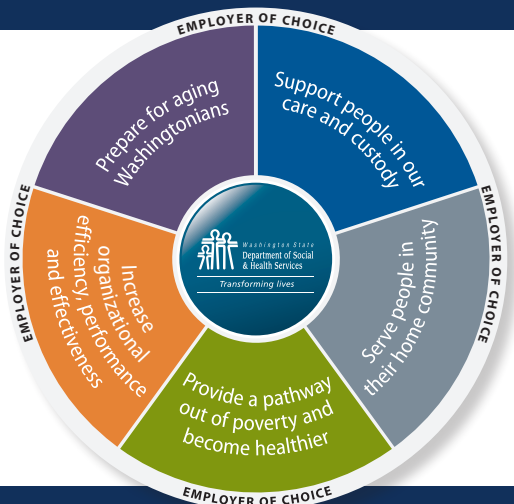 EMPLOYER OF CHOICE
Prepare for aging
Washingtonians
Support people in our
care and custody
EMPLOYER OF CHOICE
EMPLOYER OF CHOICE
Washington State
Department of Social
& Health Services
Transforming lives
Increase
organizational
efficiency, performance
and effectiveness
Serve people in
their home community
Provide a pathway
out of poverty and
become healthier
EMPLOYER OF CHOICE